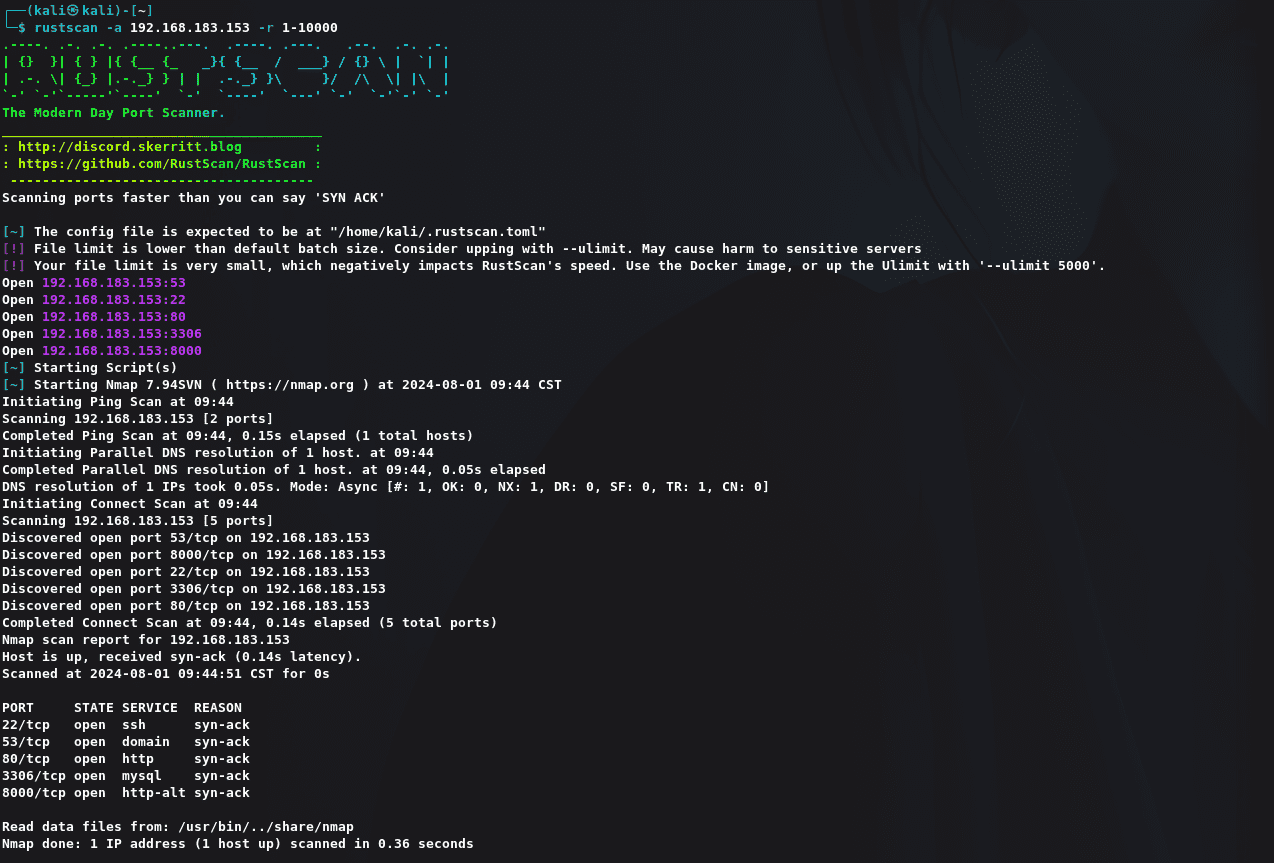 ┌──(kali㉿kali)-[~]
└─$ rustscan -a 192.168.183.153 -r 1-10000
.----. .-. .-. .----..---.  .----. .---.   .--.  .-. .-.
| {}  }| { } |{ {__ {_   _}{ {__  /  ___} / {} \ |  `| |
| .-. \| {_} |.-._} } | |  .-._} }\     }/  /\  \| |\  |
`-' `-'`-----'`----'  `-'  `----'  `---' `-'  `-'`-' `-'
The Modern Day Port Scanner.
________________________________________
: http://discord.skerritt.blog         :
: https://github.com/RustScan/RustScan :
 --------------------------------------
Scanning ports faster than you can say 'SYN ACK'

[~] The config file is expected to be at "/home/kali/.rustscan.toml"
[!] File limit is lower than default batch size. Consider upping with --ulimit. May cause harm to sensitive servers
[!] Your file limit is very small, which negatively impacts RustScan's speed. Use the Docker image, or up the Ulimit with '--ulimit 5000'.
Open 192.168.183.153:53
Open 192.168.183.153:22
Open 192.168.183.153:80
Open 192.168.183.153:3306
Open 192.168.183.153:8000
[~] Starting Script(s)
[~] Starting Nmap 7.94SVN ( https://nmap.org ) at 2024-08-01 09:44 CST
Initiating Ping Scan at 09:44
Scanning 192.168.183.153 [2 ports]
Completed Ping Scan at 09:44, 0.15s elapsed (1 total hosts)
Initiating Parallel DNS resolution of 1 host. at 09:44
Completed Parallel DNS resolution of 1 host. at 09:44, 0.05s elapsed
DNS resolution of 1 IPs took 0.05s. Mode: Async [#: 1, OK: 0, NX: 1, DR: 0, SF: 0, TR: 1, CN: 0]
Initiating Connect Scan at 09:44
Scanning 192.168.183.153 [5 ports]
Discovered open port 53/tcp on 192.168.183.153
Discovered open port 8000/tcp on 192.168.183.153
Discovered open port 22/tcp on 192.168.183.153
Discovered open port 3306/tcp on 192.168.183.153
Discovered open port 80/tcp on 192.168.183.153
Completed Connect Scan at 09:44, 0.14s elapsed (5 total ports)
Nmap scan report for 192.168.183.153
Host is up, received syn-ack (0.14s latency).
Scanned at 2024-08-01 09:44:51 CST for 0s

PORT     STATE SERVICE  REASON
22/tcp   open  ssh      syn-ack
53/tcp   open  domain   syn-ack
80/tcp   open  http     syn-ack
3306/tcp open  mysql    syn-ack
8000/tcp open  http-alt syn-ack

Read data files from: /usr/bin/../share/nmap
Nmap done: 1 IP address (1 host up) scanned in 0.36 seconds